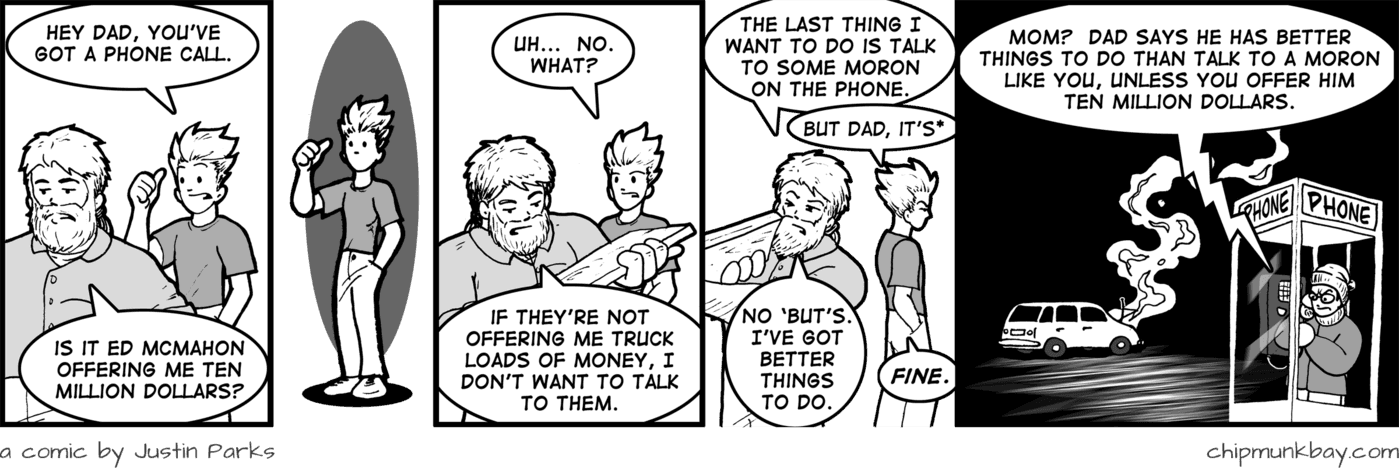 HEY DAD, YOU'VE
GOT A PHONE CALL.
IS IT ED MCMAHON
OFFERING ME TEN
MILLION DOLLARS?
UH... NO.
WHAT?
IF THEY'RE NOT
OFFERING ME TRUCK
LOADS OF MONEY, I
DON'T WANT TO TALK
TO THEM.
THE LAST THING I
WANT TO DO IS TALK
TO SOME MORON
ON THE PHONE.
BUT DAD, IT'S*
NO 'BUT'S.
I'VE GOT
BETTER
THINGS
TO DO.
FINE.
MOM? DAD SAYS HE HAS BETTER
THINGS TO DO THAN TALK TO A MORON
LIKE YOU, UNLESS YOU OFFER HIM
TEN MILLION DOLLARS.
PHONE PHONE
a comic by Justin Parks
chipmunkbay.com